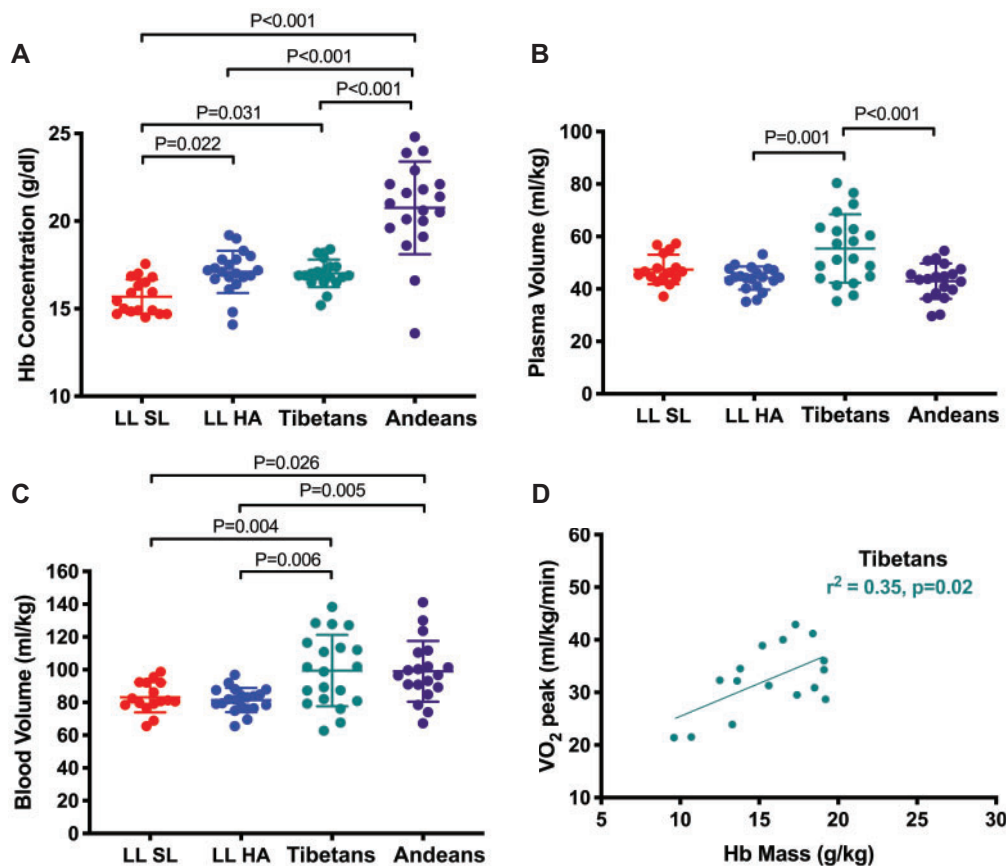 A
P<0.001
P<0.001
P<0.001
P=0.031
P=0.022
Hb Concentration (g/dl)
25
20
15
10
LL SL LL HA Tibetans Andeans
B
P<0.001
P=0.001
Plasma Volume (ml/kg)
100
80
60
40
20
0
LL SL LL HA Tibetans Andeans
C
P=0.026
P=0.005
P=0.004
P=0.006
Blood Volume (ml/kg)
160
140
120
100
80
60
40
20
0
LL SL LL HA Tibetans Andeans
D
Tibetans
r² = 0.35, p=0.02
VO₂ peak (ml/kg/min)
60
50
40
30
20
10
5 10 15 20 25 30
Hb Mass (g/kg)